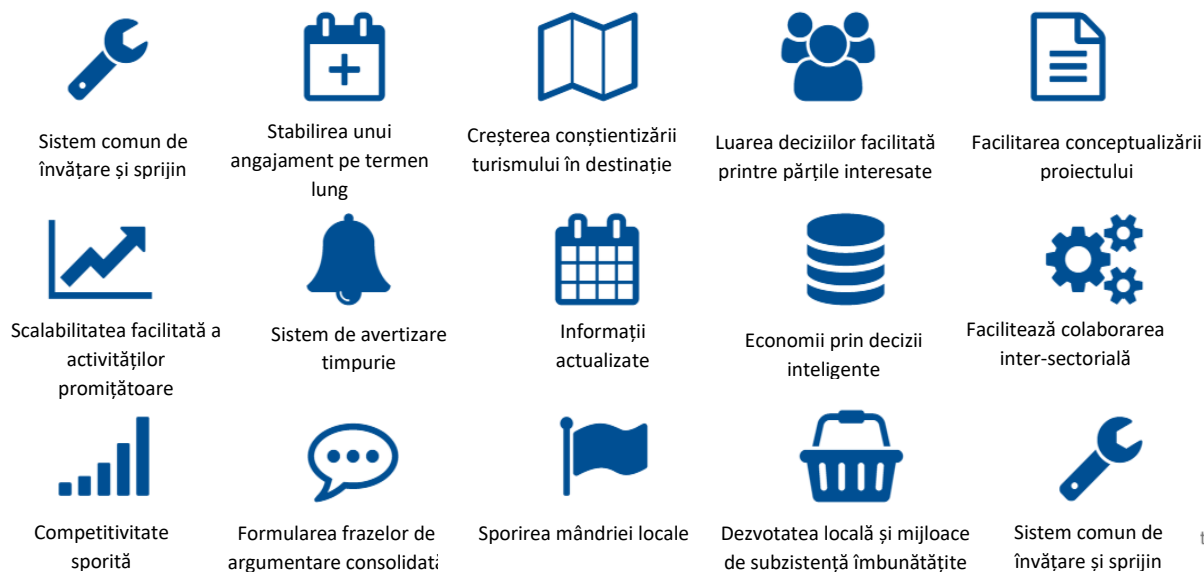 Sistem comun de
învățare și sprijin
Stabilirea unui
angajament pe termen
lung
Creșterea conștientizării
turismului în destinație
Luarea deciziilor facilitată
printre părțile interesate
Facilitarea conceptualizării
proiectului
Scalabilitatea facilitată a
activităților
promițătoare
Sistem de avertizare
timpurie
Informații
actualizate
Economii prin decizii
inteligente
Facilitează colaborarea
inter-sectorială
Competitivitate
sporită
Formularea frazelor de
argumentare consolidată
Sporirea mândriei locale
Dezvotatea locală și mijloace
de subzistență îmbunătățite
Sistem comun de
învățare și sprijin
t